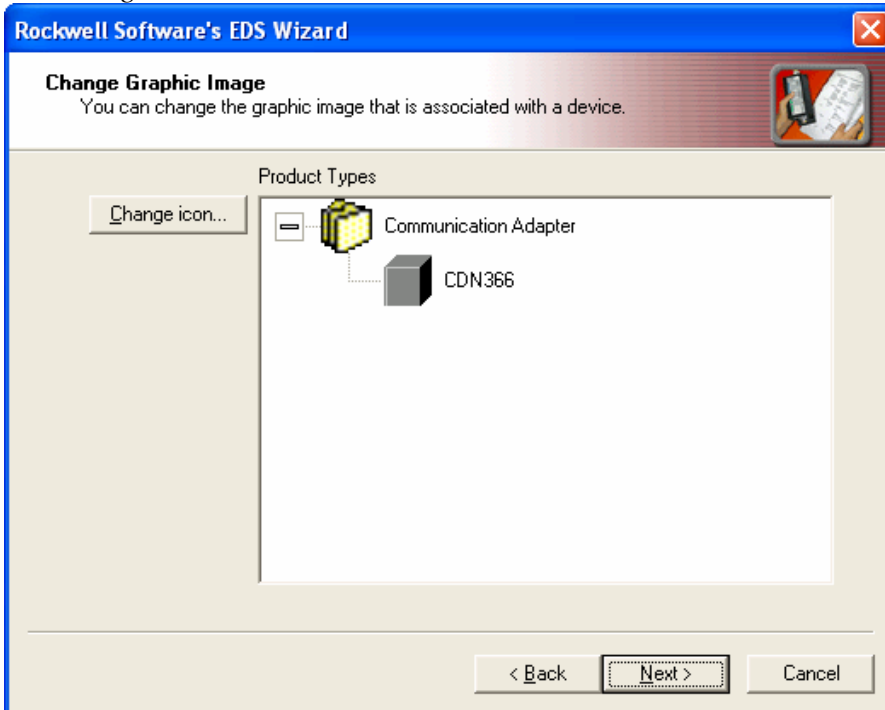 Rockwell Software's EDS Wizard
Change Graphic Image
You can change the graphic image that is associated with a device.
Product Types
Change icon...
Communication Adapter
CDN366
< Back Next > Cancel